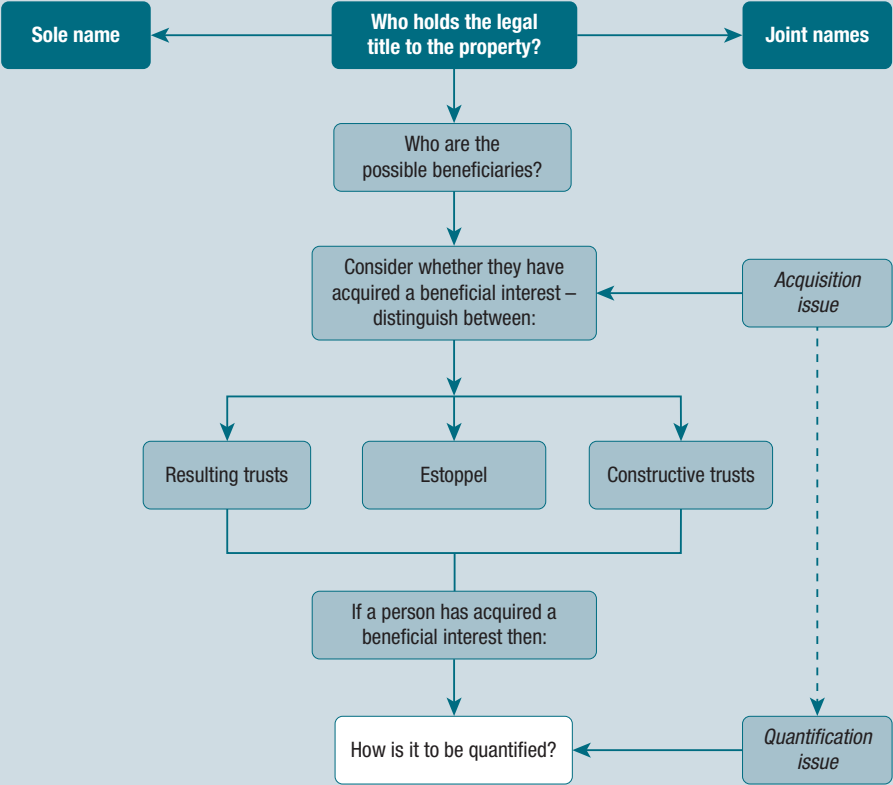 Sole name
Who holds the legal
title to the property?
Joint names
Who are the
possible beneficiaries?
Consider whether they have
acquired a beneficial interest –
distinguish between:
Acquisition
issue
Resulting trusts
Estoppel
Constructive trusts
If a person has acquired a
beneficial interest then:
How is it to be quantified?
Quantification
issue